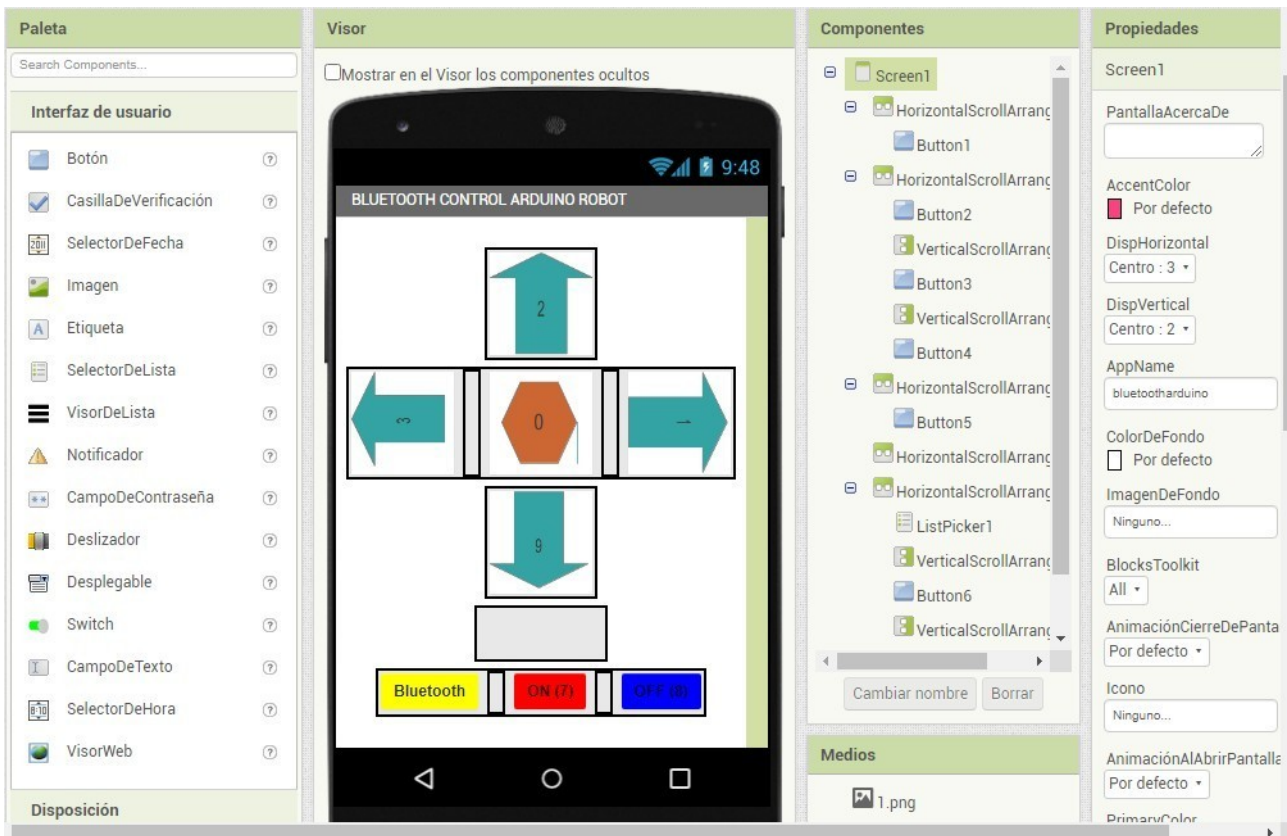 Paleta
Search Components...
Interfaz de usuario
Botón
CasillaDeVerificación
SelectorDeFecha
Imagen
Etiqueta
SelectorDeLista
VisorDeLista
Notificador
CampoDeContraseña
Deslizador
Desplegable
Switch
CampoDeTexto
SelectorDeHora
VisorWeb
Disposición
Visor
Mostrar en el Visor los componentes ocultos
9:48
BLUETOOTH CONTROL ARDUINO ROBOT
2
3
0
1
9
Bluetooth
ON (7)
OFF (8)
Componentes
Screen1
HorizontalScrollArrang
Button1
HorizontalScrollArrang
Button2
VerticalScrollArrang
Button3
VerticalScrollArrang
Button4
HorizontalScrollArrang
Button5
HorizontalScrollArrang
HorizontalScrollArrang
ListPicker1
VerticalScrollArrang
Button6
VerticalScrollArrang
Cambiar nombre
Borrar
Medios
1.png
Propiedades
Screen1
PantallaAcercaDe
AccentColor
Por defecto
DispHorizontal
Centro : 3
DispVertical
Centro : 2
AppName
bluetootharduino
ColorDeFondo
Por defecto
ImagenDeFondo
Ninguno...
BlocksToolkit
All
AnimaciónCierreDePanta
Por defecto
Icono
Ninguno...
AnimaciónAlAbrirPantalla
Por defecto
PrimaryColor